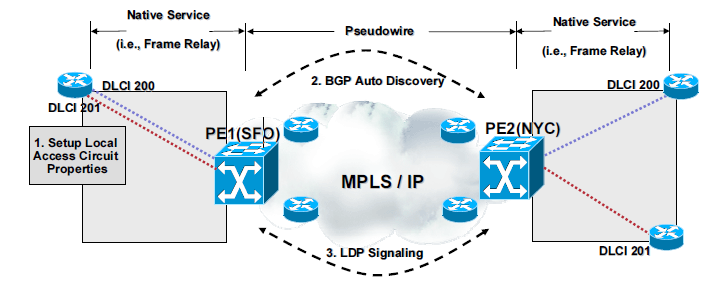 Native Service
(i.e., Frame Relay)
Pseudowire
Native Service
(i.e., Frame Relay)
2. BGP Auto Discovery
DLCI 200
DLCI 201
1. Setup Local
Access Circuit
Properties
PE1(SFO)
MPLS / IP
PE2(NYC)
DLCI 200
DLCI 201
3. LDP Signaling